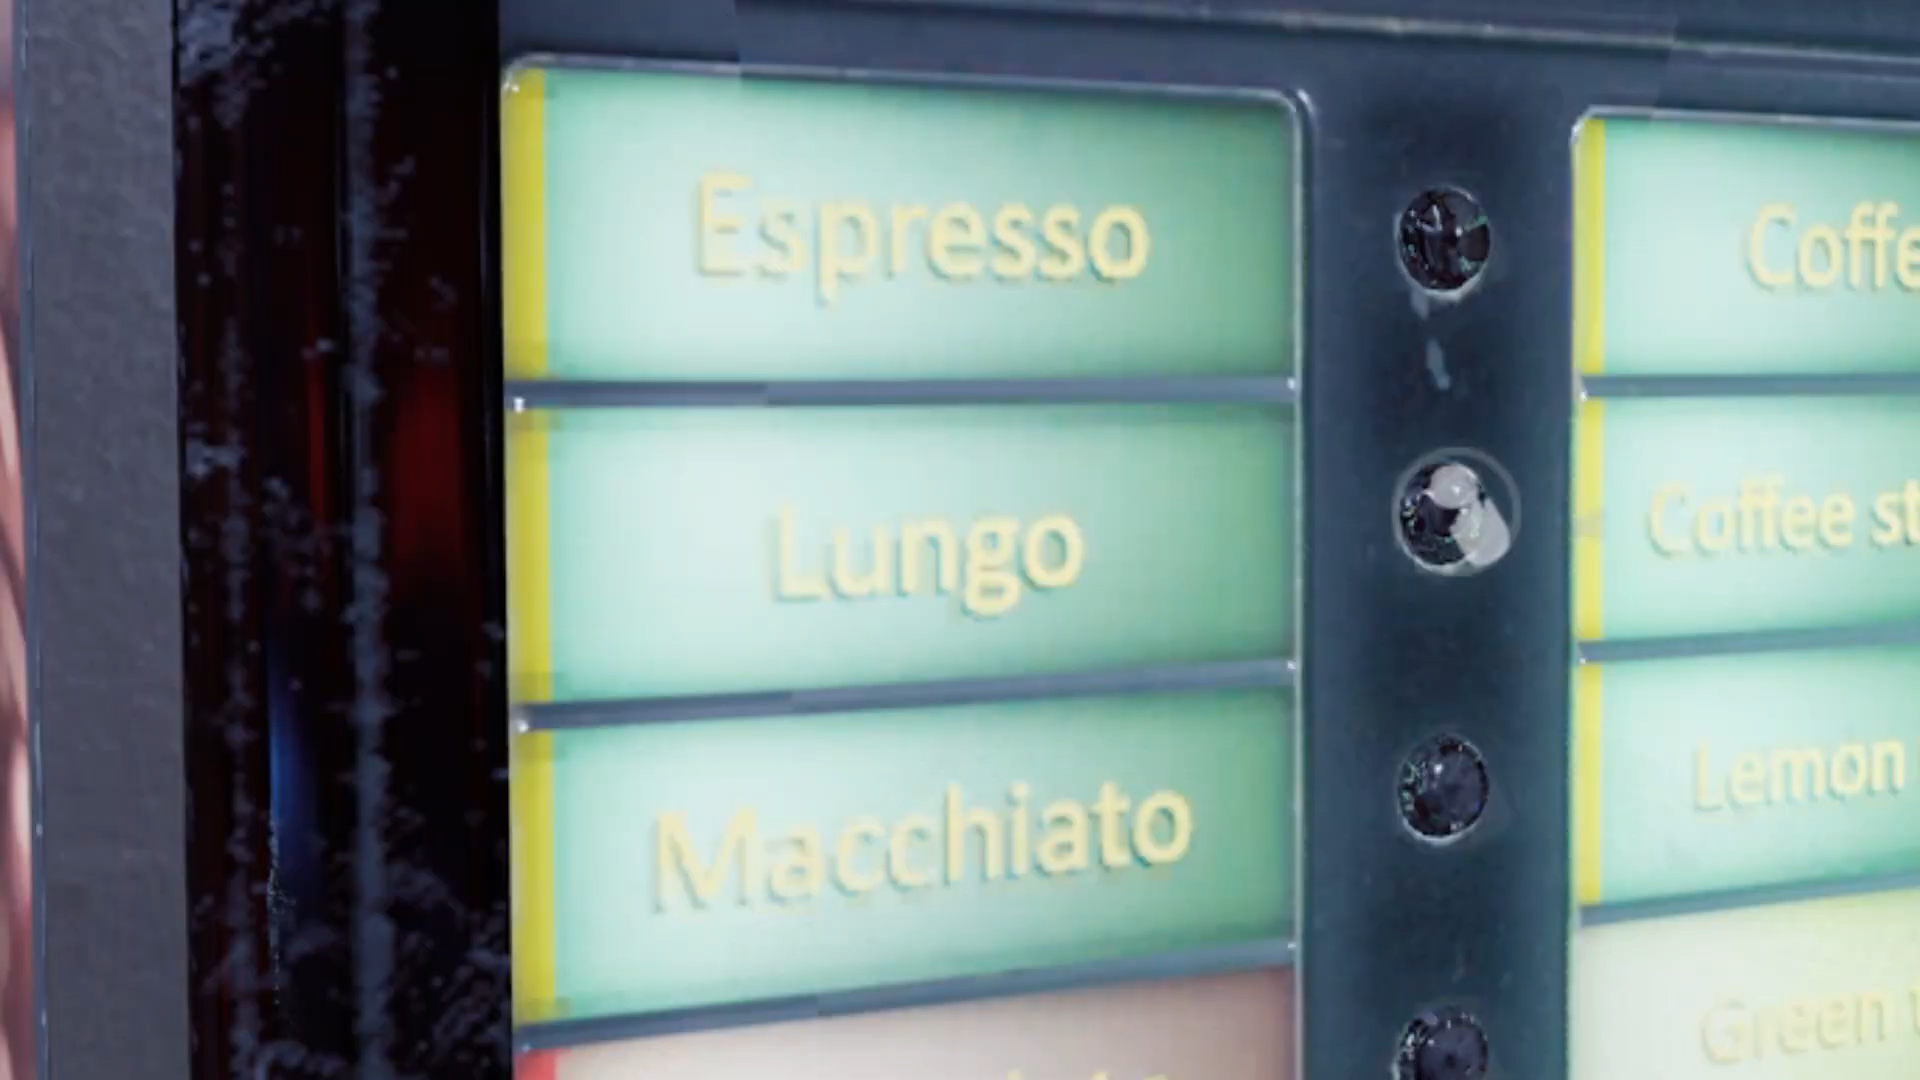 Espresso
Lungo
Macchiato
Coffe
Coffee st
Lemon
Green